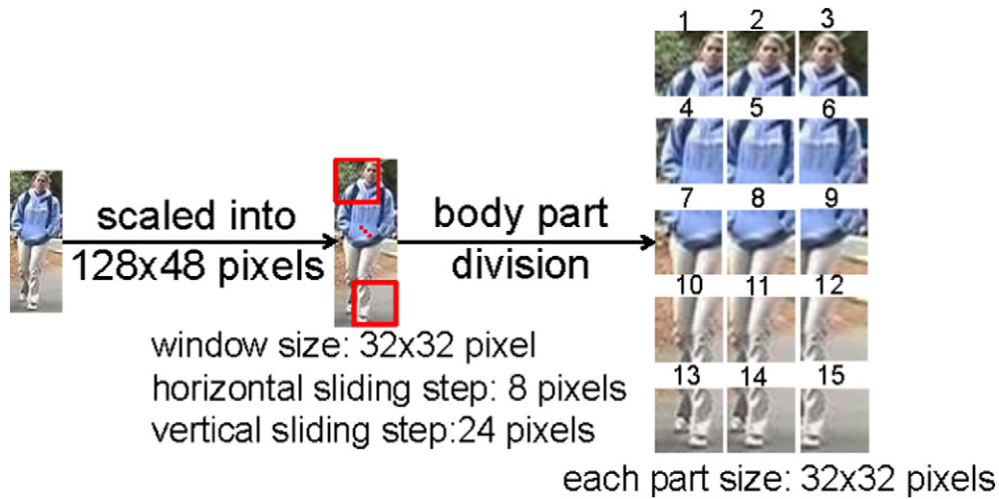 1 2 3
4 5 6
scaled into
128x48 pixels
body part
division
7 8 9
10 11 12
13 14 15
window size: 32x32 pixel
horizontal sliding step: 8 pixels
vertical sliding step:24 pixels
each part size: 32x32 pixels